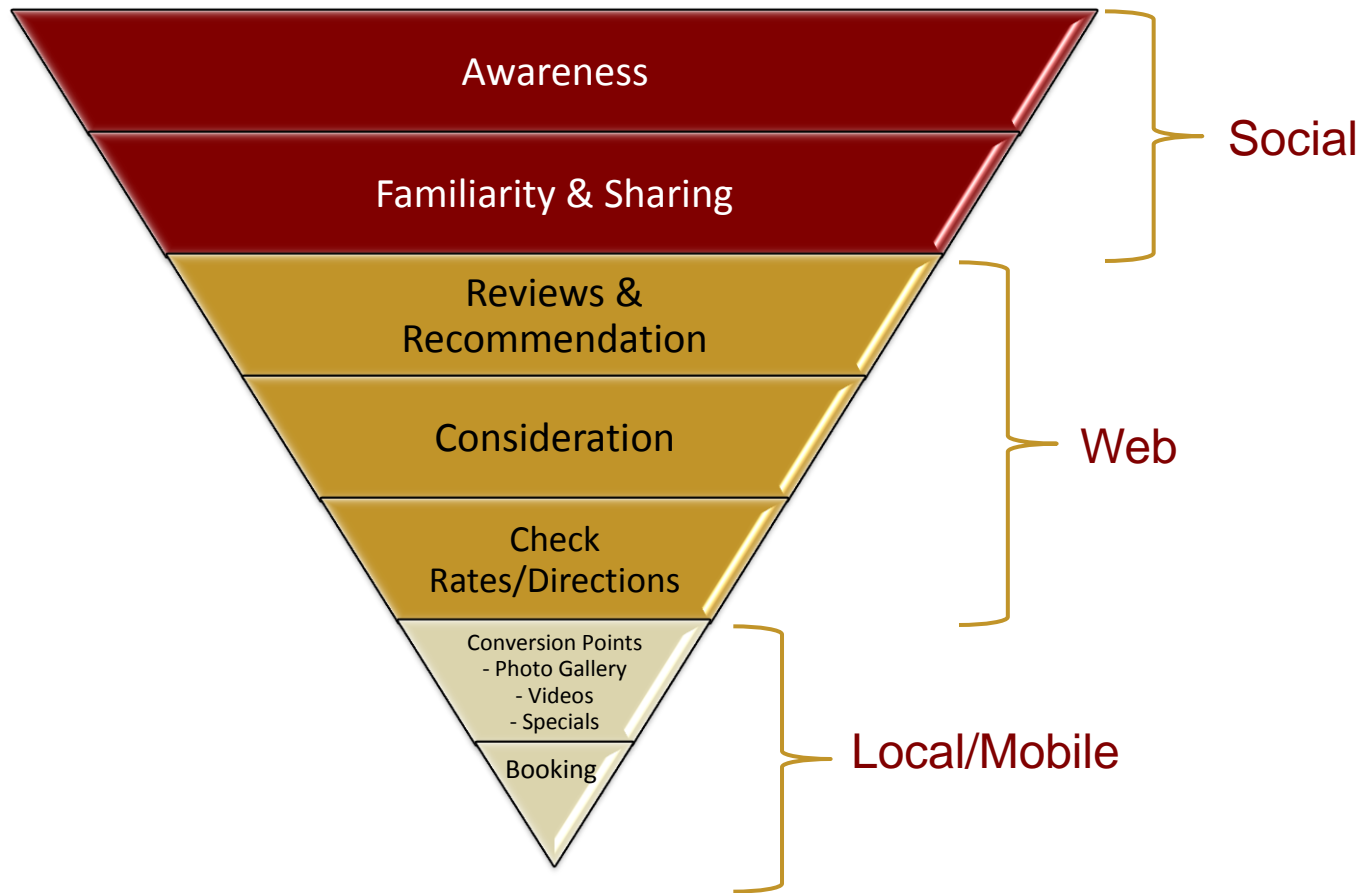 Awareness
Social
Familiarity & Sharing
Reviews &
Recommendation
Consideration
Web
Check
Rates/Directions
Conversion Points
- Photo Gallery
- Videos
- Specials
Local/Mobile
Booking